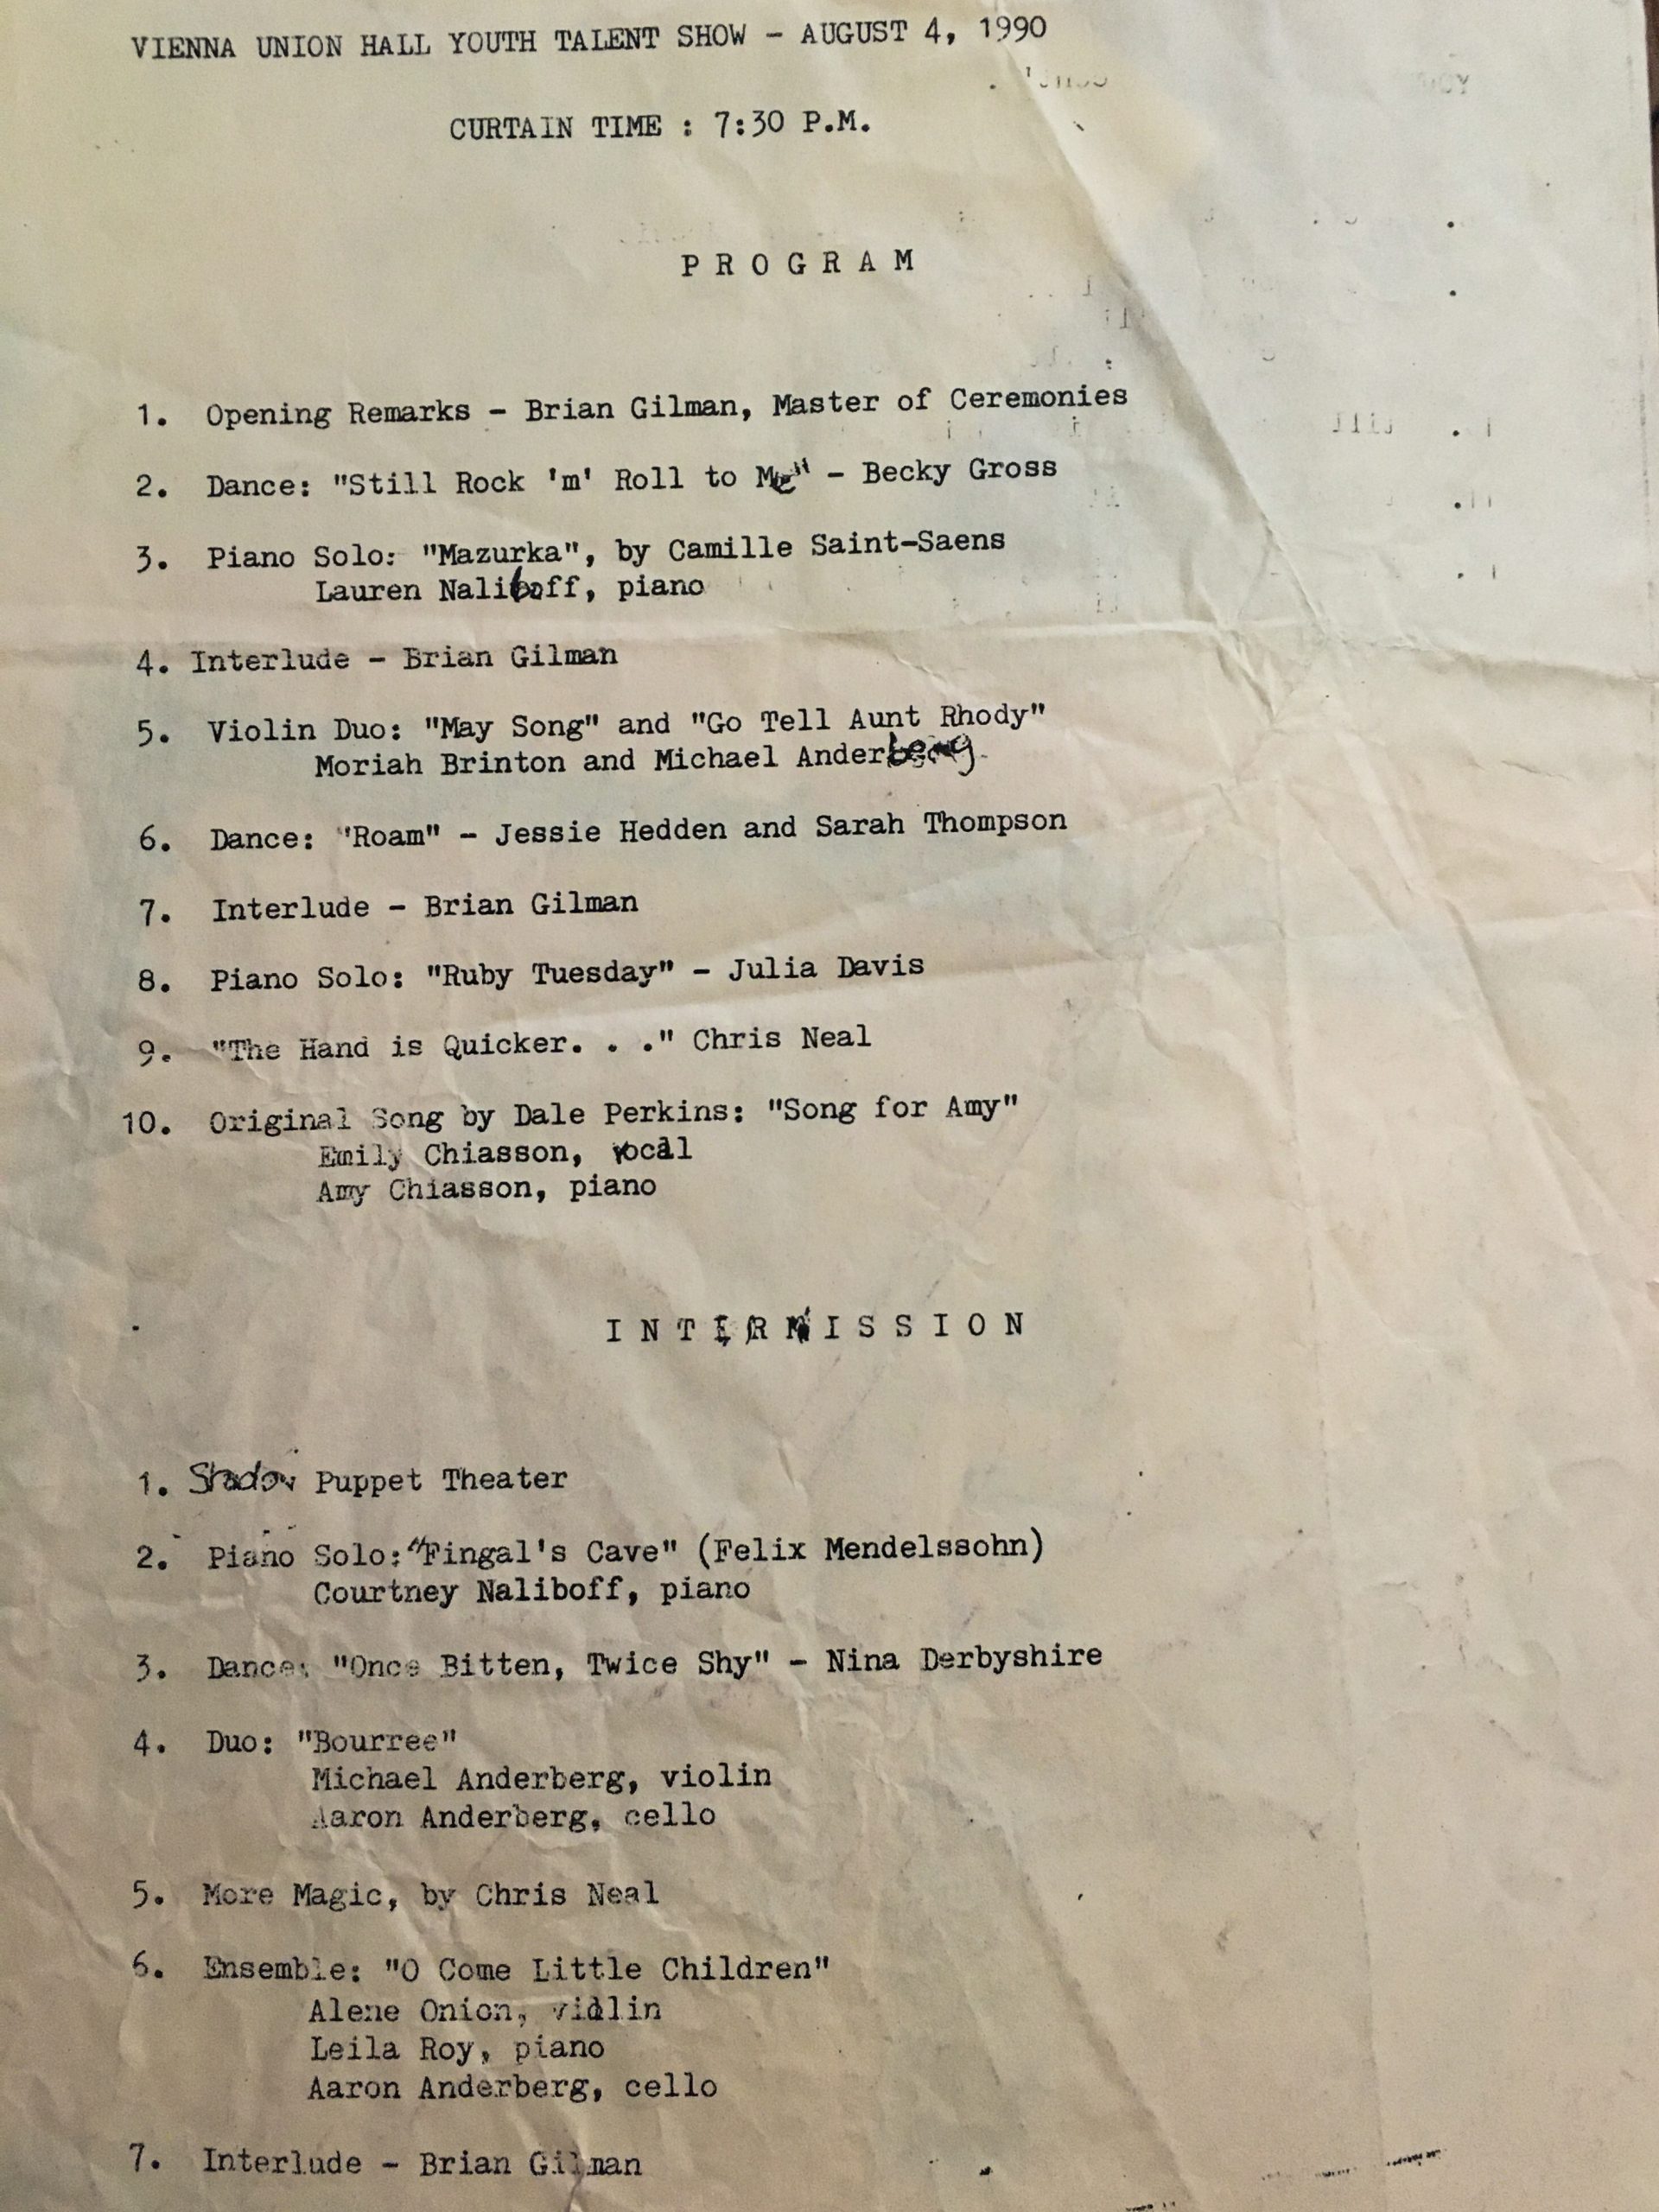 VIENNA UNION HALL YOUTH TALENT SHOW - AUGUST 4, 1990
CURTAIN TIME : 7:30 P.M.
P R O G R A M
1. Opening Remarks - Brian Gilman, Master of Ceremonies
2. Dance: "Still Rock 'm' Roll to Me" - Becky Gross
3. Piano Solo: "Mazurka", by Camille Saint-Saens
Lauren Naliboff, piano
4. Interlude - Brian Gilman
5. Violin Duo: "May Song" and "Go Tell Aunt Rhody"
Moriah Brinton and Michael Anderberg
6. Dance: "Roam" - Jessie Hedden and Sarah Thompson
7. Interlude - Brian Gilman
8. Piano Solo: "Ruby Tuesday" - Julia Davis
9. "The Hand is Quicker. . ." Chris Neal
10. Original Song by Dale Perkins: "Song for Amy"
Emily Chiasson, vocal
Amy Chiasson, piano
I N T E R M I S S I O N
1. Shadow Puppet Theater
2. Piano Solo: "Fingal's Cave" (Felix Mendelssohn)
Courtney Naliboff, piano
3. Dance: "Once Bitten, Twice Shy" - Nina Derbyshire
4. Duo: "Bourree"
Michael Anderberg, violin
Aaron Anderberg, cello
5. More Magic, by Chris Neal
6. Ensemble: "O Come Little Children"
Alene Onion, violin
Leila Roy, piano
Aaron Anderberg, cello
7. Interlude - Brian Gilman